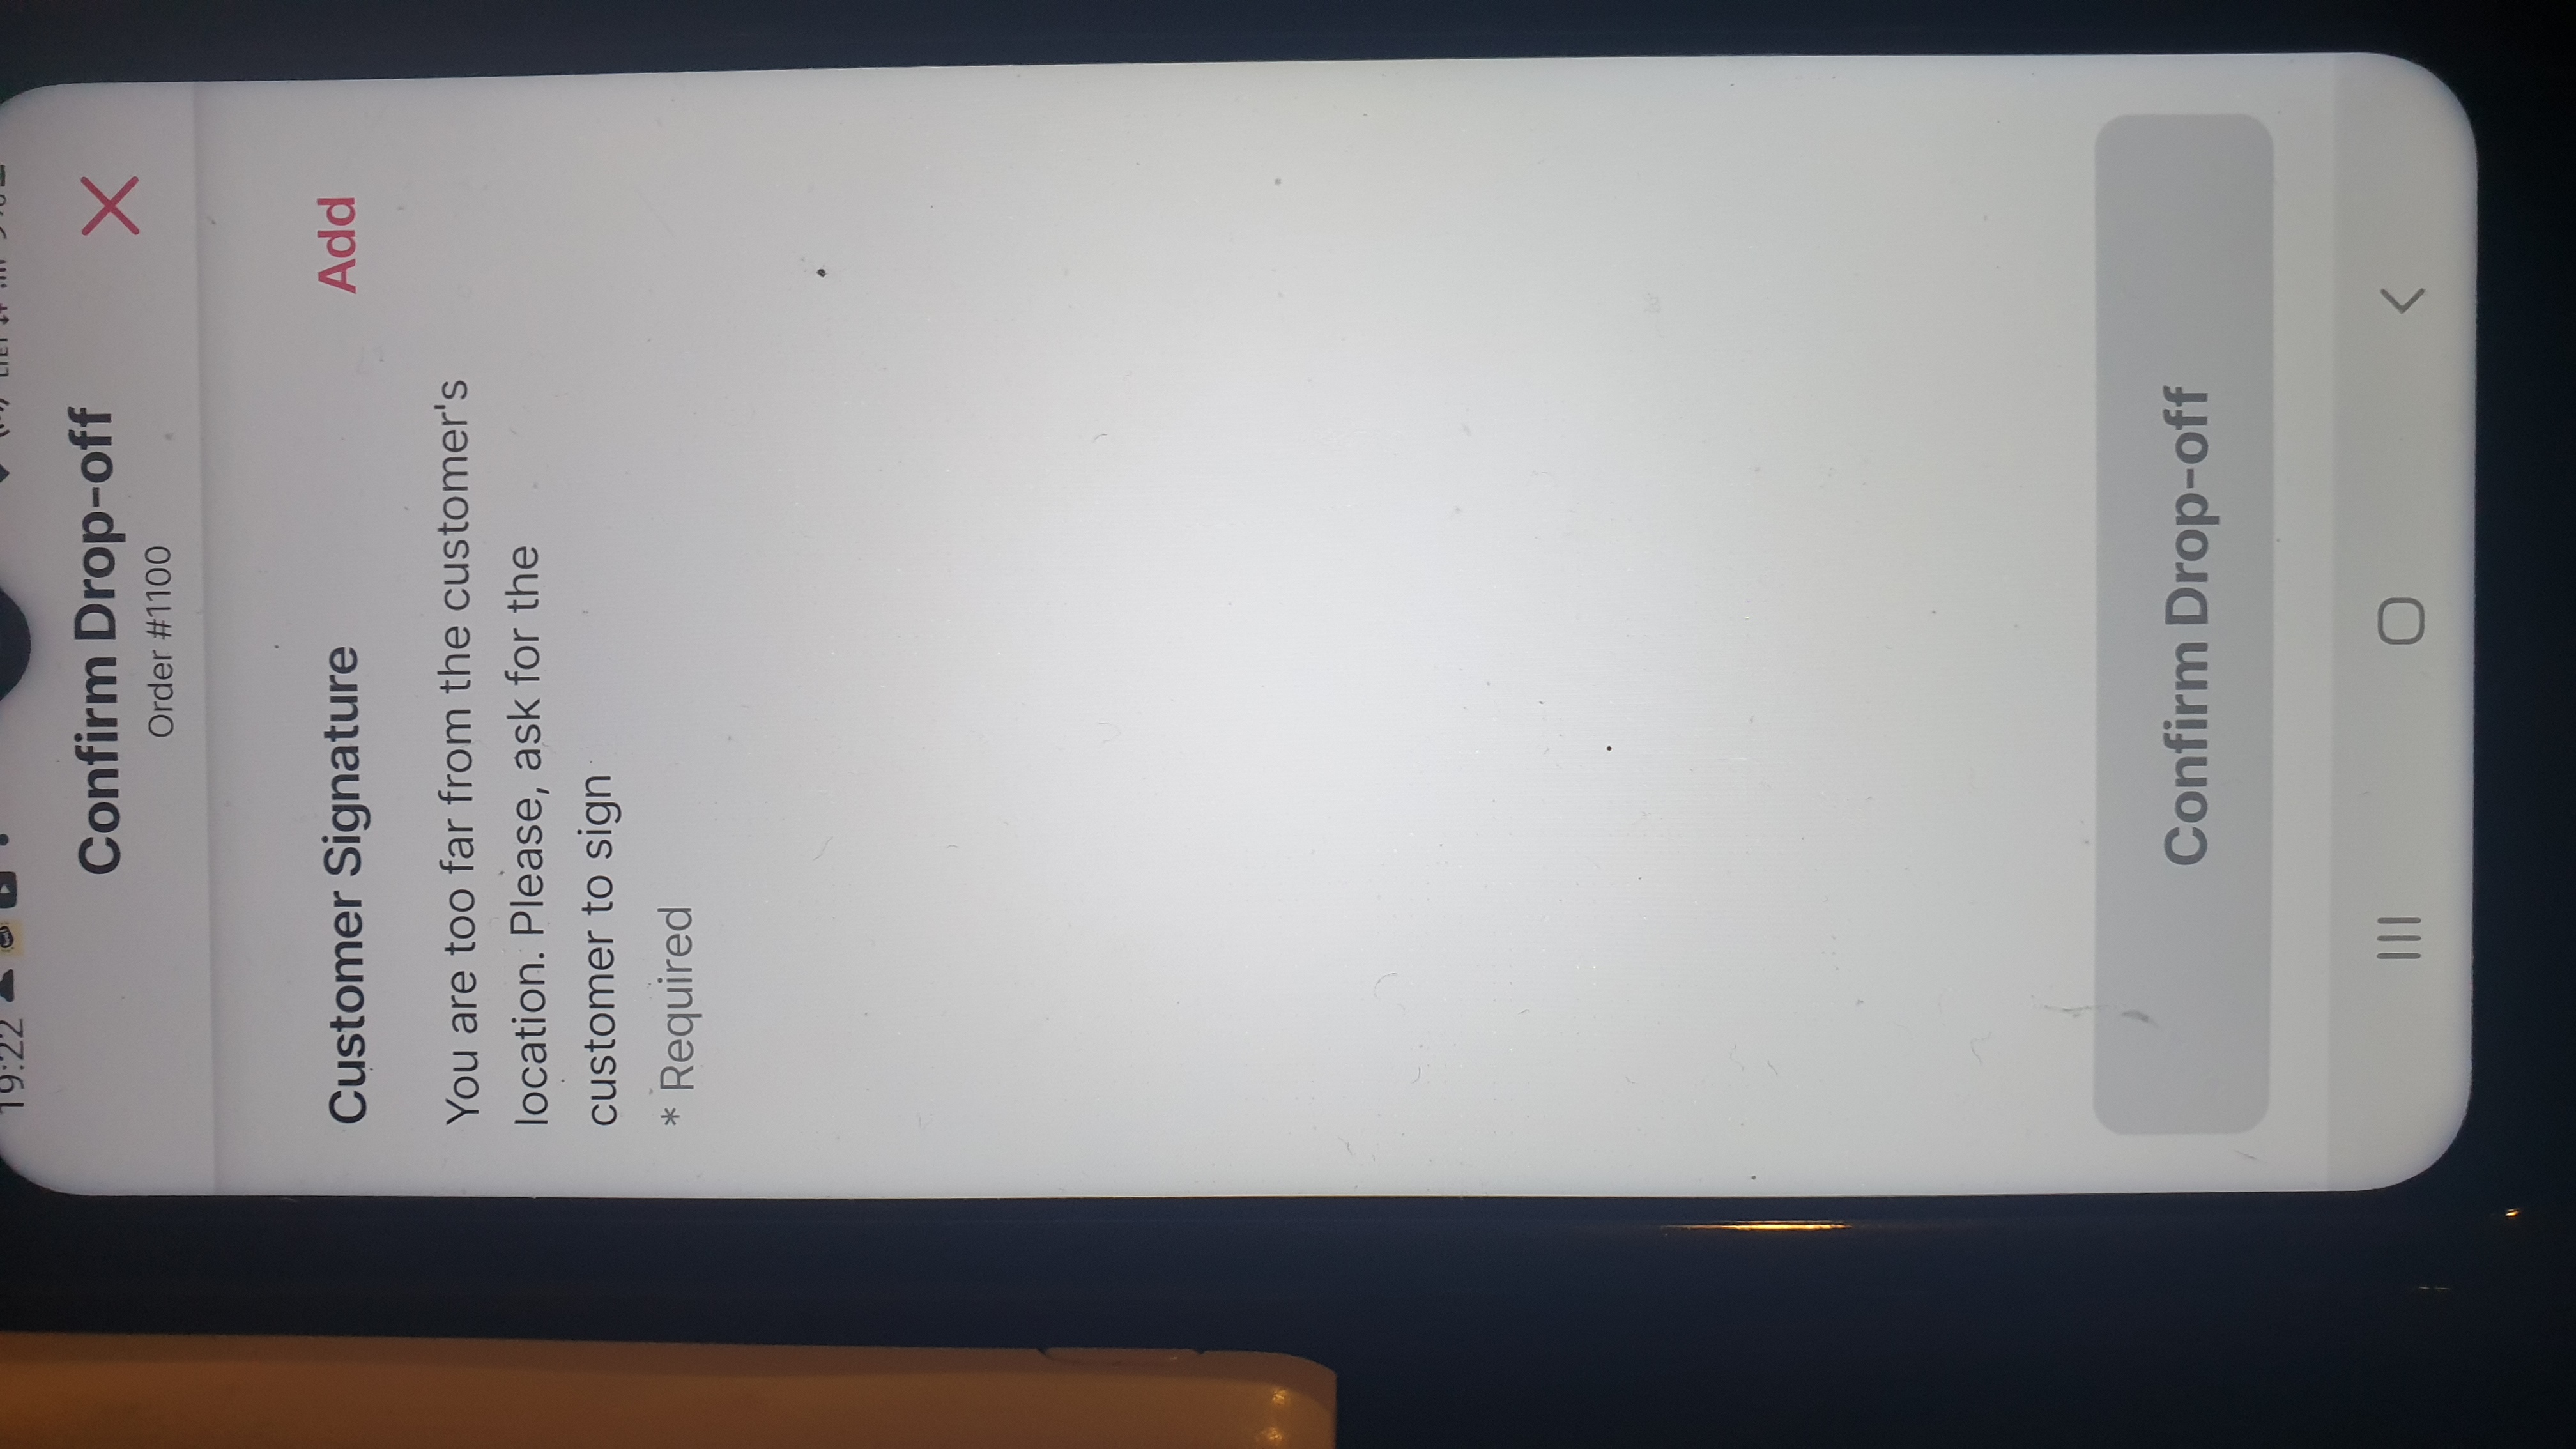 19:22
Confirm Drop-off
Order #1100
Customer Signature
Add
You are too far from the customer's
location. Please, ask for the
customer to sign
* Required
Confirm Drop-off